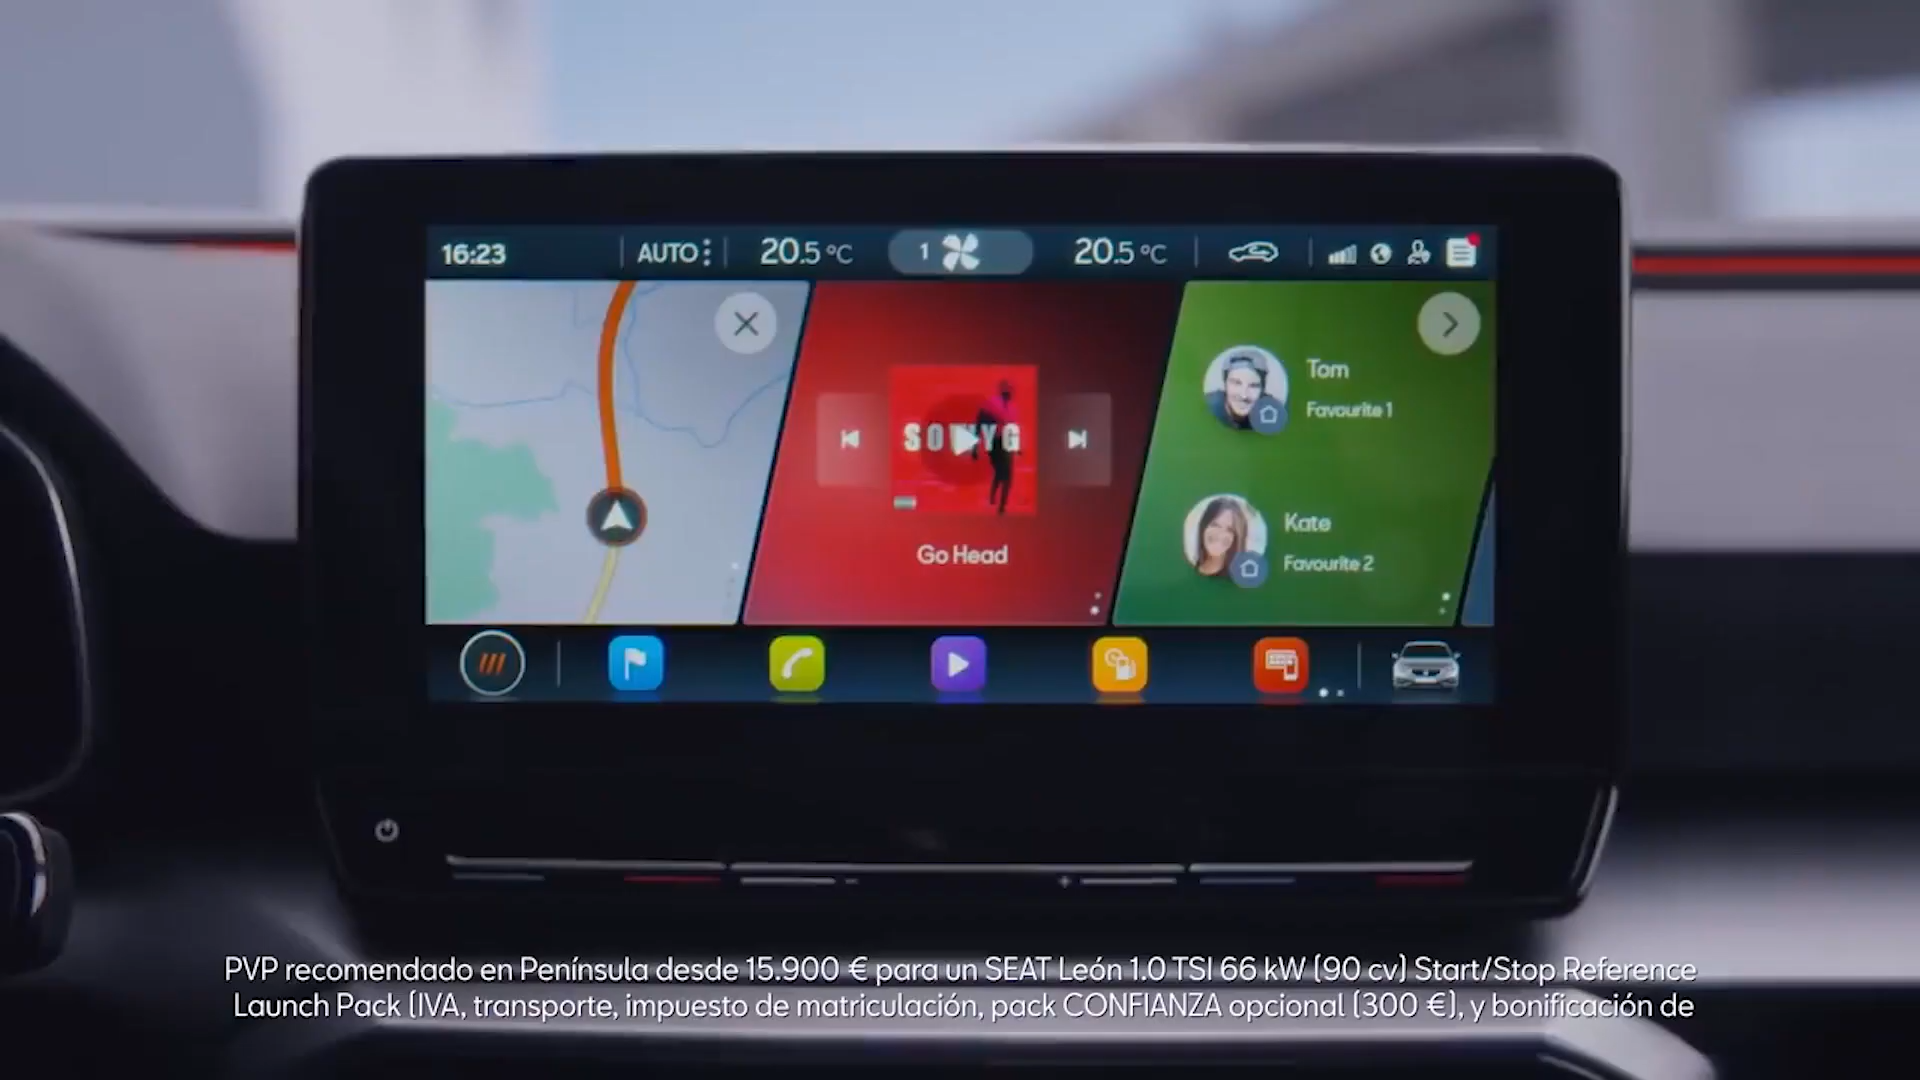 16:23 AUTO 20.5 °C 1 20.5 °C
Tom
Favourite 1
Go Head
Kate
Favourite 2
PVP recomendado en Península desde 15.900 € para un SEAT León 1.0 TSI 66 kW (90 cv) Start/Stop Reference
Launch Pack (IVA, transporte, impuesto de matriculación, pack CONFIANZA opcional (300 €), y bonificación de